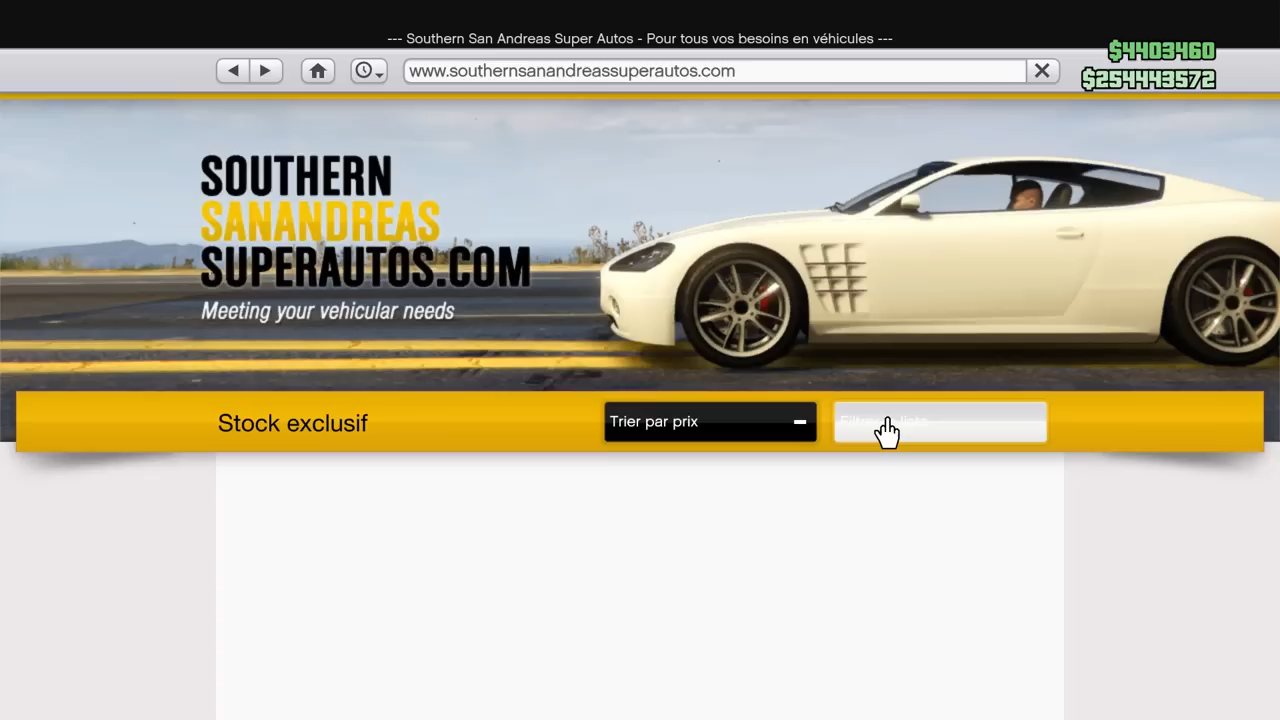 --- Southern San Andreas Super Autos - Pour tous vos besoins en véhicules ---
$4403460
www.southernsanandreassuperautos.com
$254443572
SOUTHERN
SANANDREAS
SUPERAUTOS.COM
Meeting your vehicular needs
Stock exclusif
Trier par prix